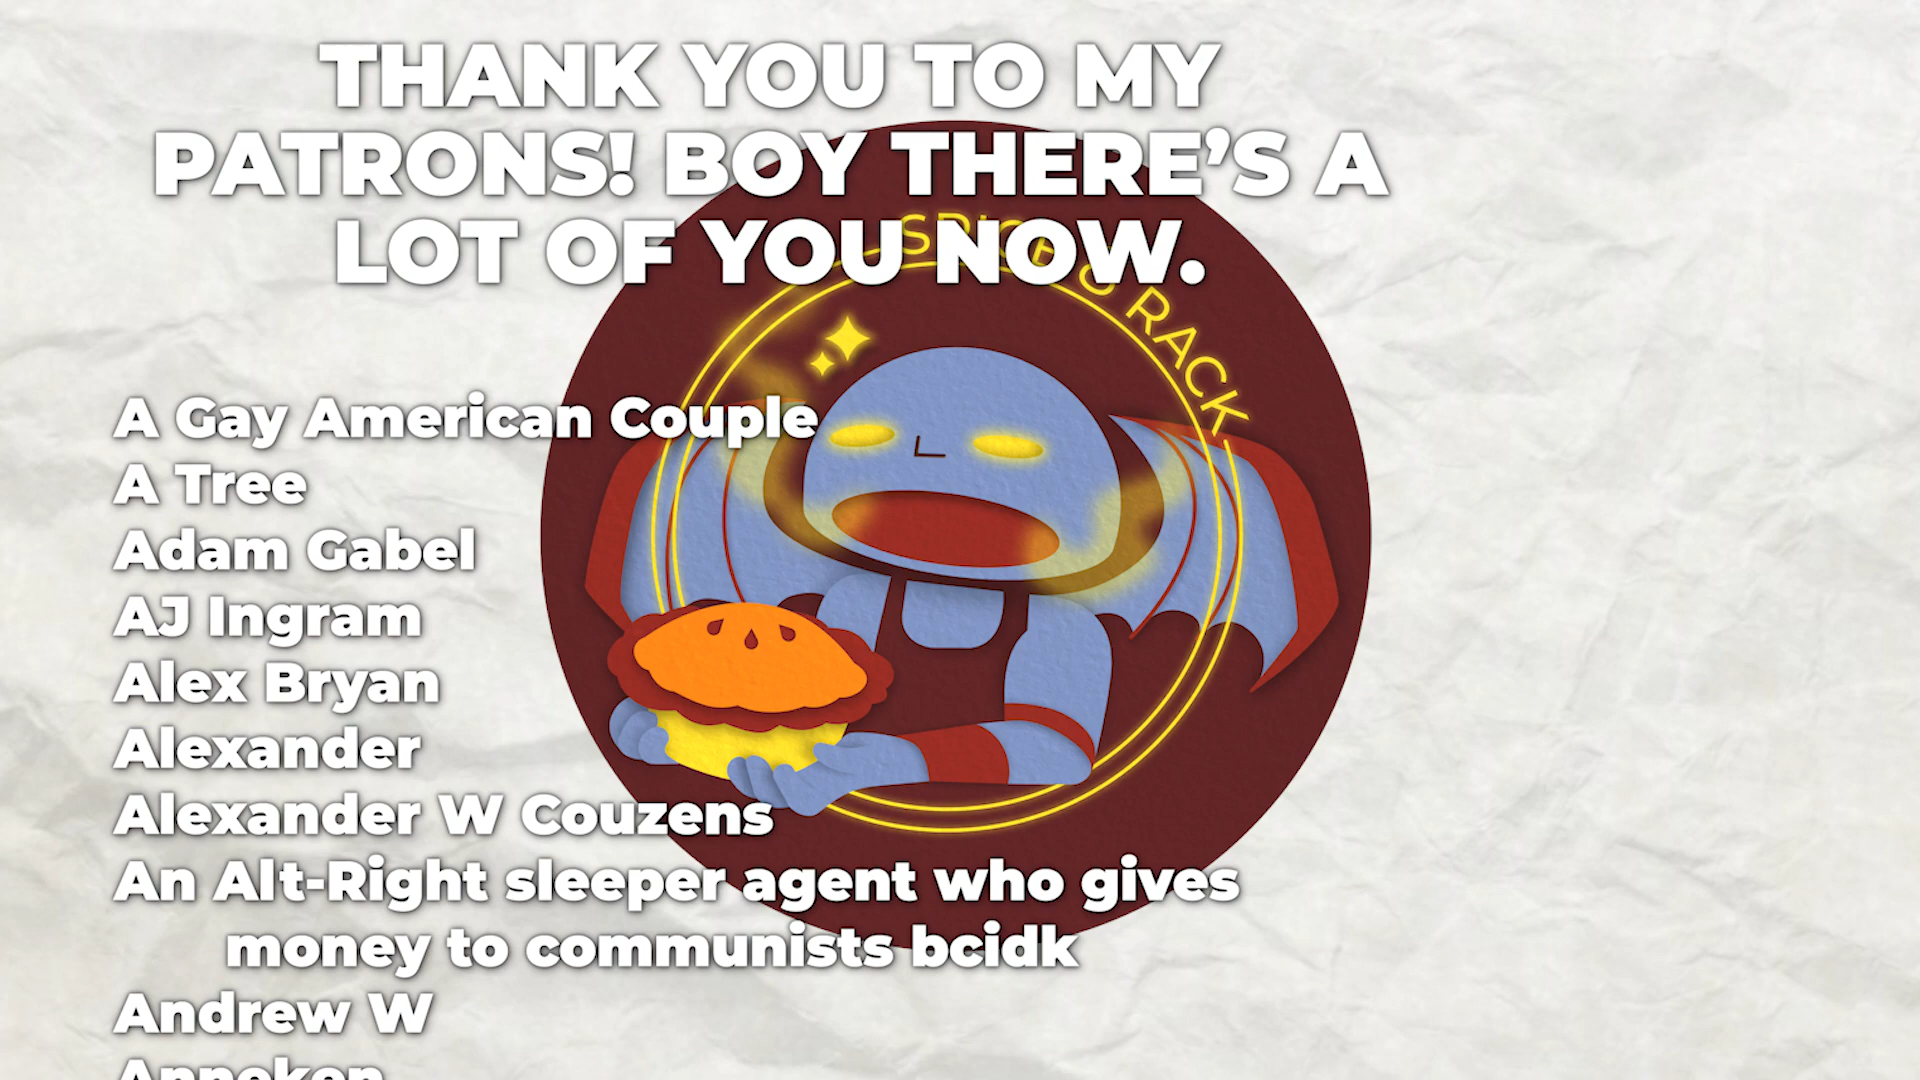 THANK YOU TO MY
PATRONS! BOY THERE'S A
LOT OF YOU NOW.
RACK
A Gay American Couple
A Tree
Adam Gabel
AJ Ingram
Alex Bryan
Alexander
Alexander W Couzens
An Alt-Right sleeper agent who gives
money to communists bcidk
Andrew W